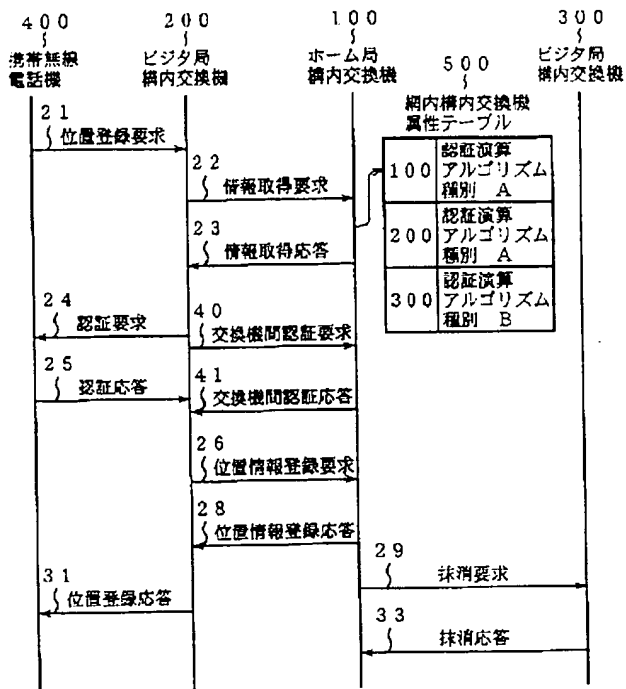 400
200
100
300
携帯無線
電話機
ビジタ局
構内交換機
ホーム局
構内交換機
500
ビジタ局
構内交換機
網内構内交換機
属性テーブル
21
位置登録要求
22
情報取得要求
100
認証演算
アルゴリズム
種別 A
23
情報取得応答
200
認証演算
アルゴリズム
種別 A
300
認証演算
アルゴリズム
種別 B
24
認証要求
40
交換機間認証要求
25
認証応答
41
交換機間認証応答
26
位置情報登録要求
28
位置情報登録応答
29
抹消要求
31
位置登録応答
33
抹消応答